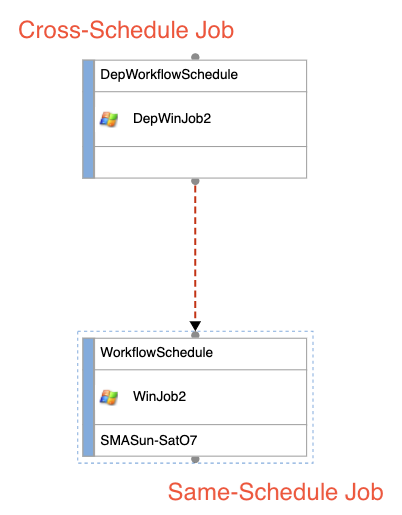 Cross-Schedule Job
DepWorkflowSchedule
DepWinJob2
WorkflowSchedule
WinJob2
SMASun-SatO7
Same-Schedule Job